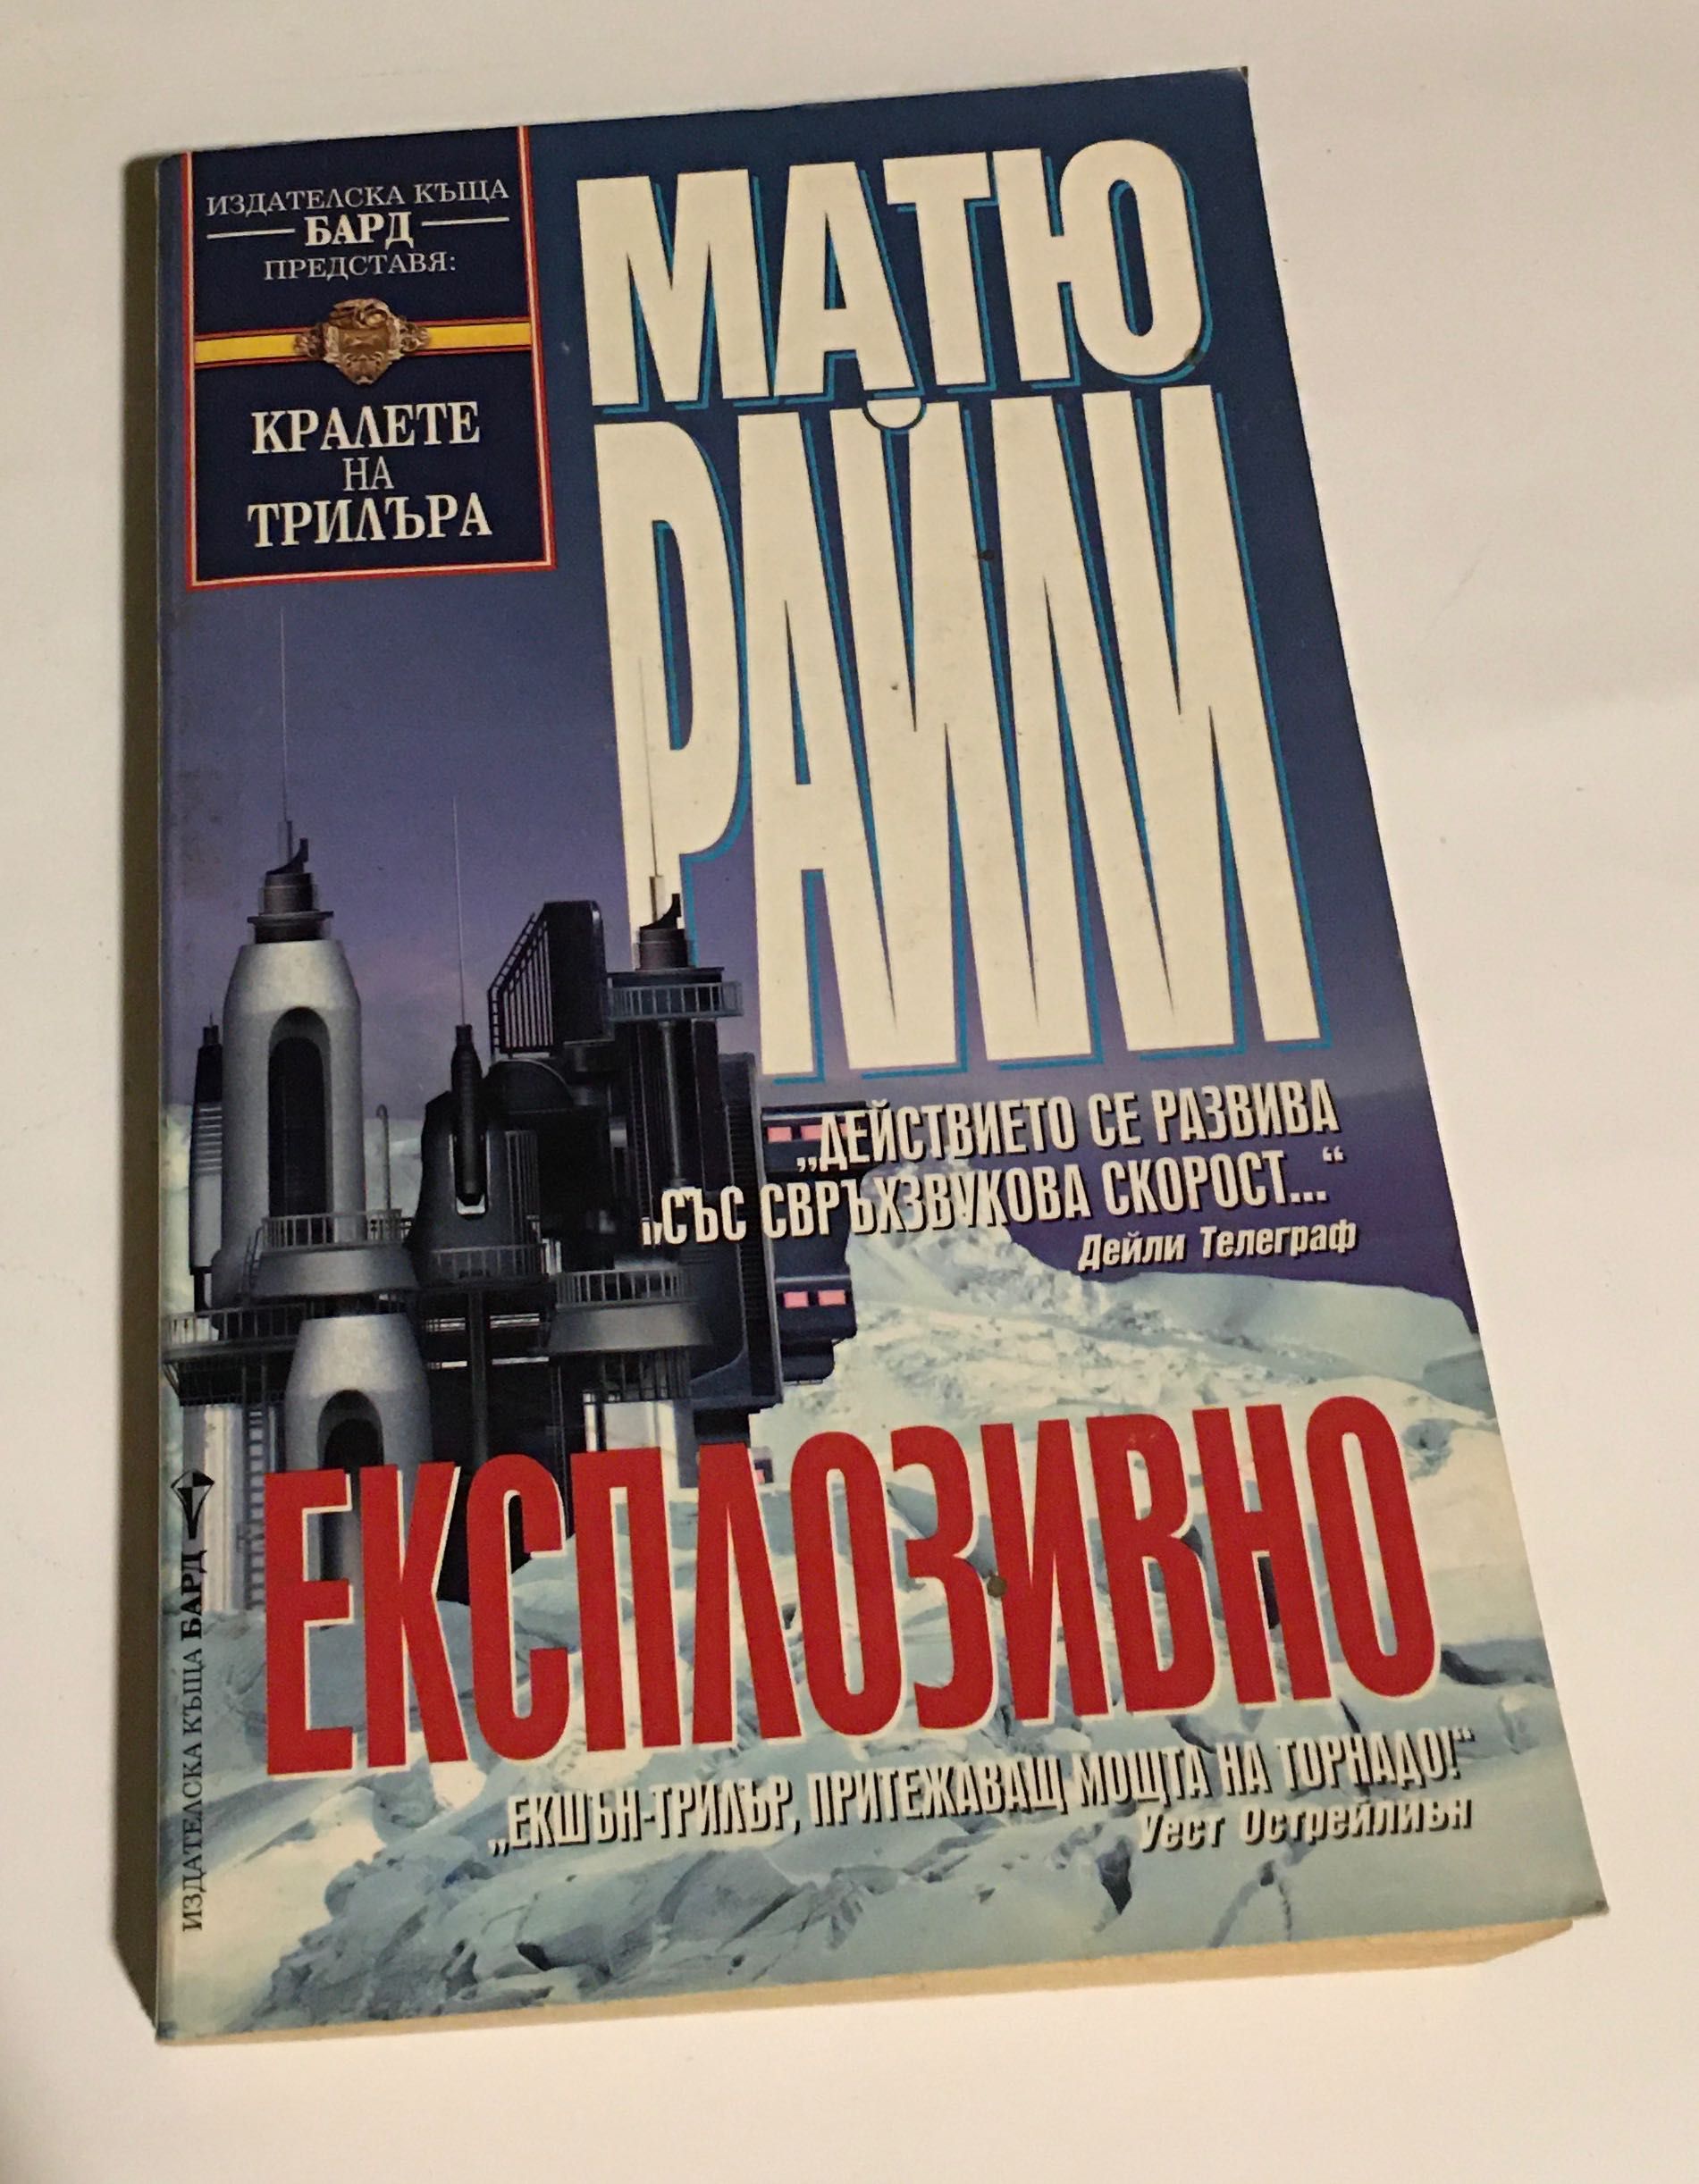 ИЗДАТЕЛСКА КЪЩА
БАРД
ПРЕДСТАВЯ:
КРАЛЕТЕ
НА
ТРИЛЪРА
МАТЮ
РАЙЛИ
„ДЕЙСТВИЕТО СЕ РАЗВИВА
„СЪС СВРЪХЗВУКОВА СКОРОСТ...“
Дейли Телеграф
ЕКСПЛОЗИВНО
„ЕКШЪН-ТРИЛЪР, ПРИТЕЖАВАЩ МОЩТА НА ТОРНАДО!“
Уест Острейлиън
ИЗДАТЕЛСКА КЪЩА БАРД